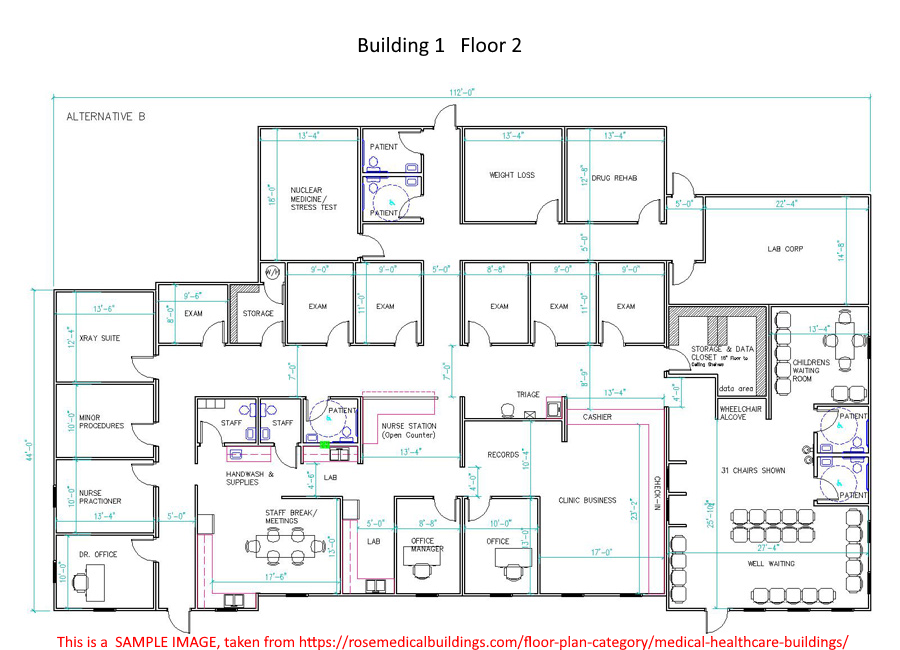 Building 1 Floor 2
112'-0"
ALTERNATIVE B
13'-4"
13'-4"
13'-4"
PATIENT
NUCLEAR
MEDICINE/
STRESS TEST
18'-0"
PATIENT
WEIGHT LOSS
DRUG REHAB
12'-8"
5'-0"
22'-4"
LAB CORP
14'-8"
5'-0"
W/H
9'-0"
9'-0"
5'-0"
8'-8"
9'-0"
9'-0"
9'-6"
8'-0"
EXAM
STORAGE
EXAM
11'-0"
EXAM
EXAM
EXAM
11'-0"
EXAM
13'-6"
12'-4"
XRAY SUITE
STORAGE & DATA
CLOSET 16" Floor to
Ceiling Shelves
data area
13'-4"
CHILDRENS
WAITING
ROOM
7'-0"
7'-0"
8'-9"
13'-4"
4'-0"
TRIAGE
CASHIER
WHEELCHAIR
ALCOVE
MINOR
PROCEDURES
10'-0"
STAFF
STAFF
PATIENT
NURSE STATION
(Open Counter)
13'-4"
PATIENT
PATIENT
44'-0"
HANDWASH &
SUPPLIES
LAB
4'-6"
RECORDS
10'-4"
4'-0"
CHECK-IN
31 CHAIRS SHOWN
NURSE
PRACTIONER
10'-0"
13'-4"
5'-0"
STAFF BREAK/
MEETINGS
13'-0"
17'-6"
5'-0"
LAB
8'-8"
OFFICE
MANAGER
10'-0"
OFFICE
13'-0"
CLINIC BUSINESS
23'-2"
17'-0"
27'-4"
WELL WAITING
DR. OFFICE
10'-0"
This is a SAMPLE IMAGE, taken from https://rosemedicalbuildings.com/floor-plan-category/medical-healthcare-buildings/